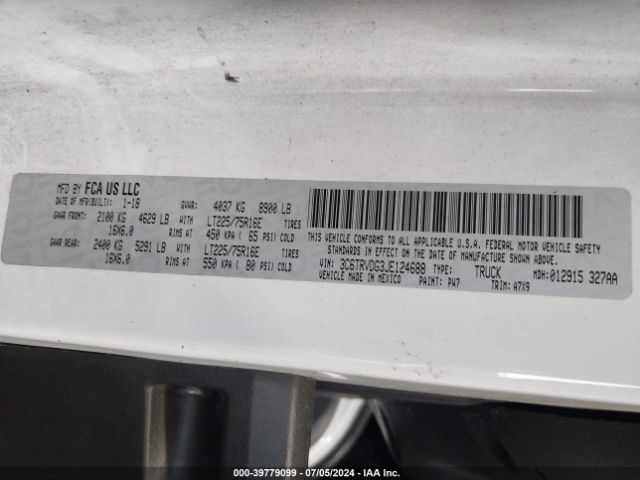 MFD BY FCA US LLC
DATE OF MFR(BUILT): 1-18 GVWR: 4037 KG 8900 LB
GAWR FRONT: 2100 KG 4629 LB WITH LT225/75R16E TIRES
16X6.0 RIMS AT 450 KPA ( 65 PSI) COLD
GAWR REAR: 2400 KG 5291 LB WITH LT225/75R16E TIRES
16X6.0 RIMS AT 550 KPA ( 80 PSI) COLD
THIS VEHICLE CONFORMS TO ALL APPLICABLE U.S.A. FEDERAL MOTOR VEHICLE SAFETY
STANDARDS IN EFFECT ON THE DATE OF MANUFACTURE SHOWN ABOVE.
VIN: 3C6TRVDG3JE124688 TYPE: TRUCK MDH: 012915 327AA
VEHICLE MADE IN MEXICO PAINT: PW7 TRIM: A7X9
000-39779099 / 07/05/2024 - IAA Inc.